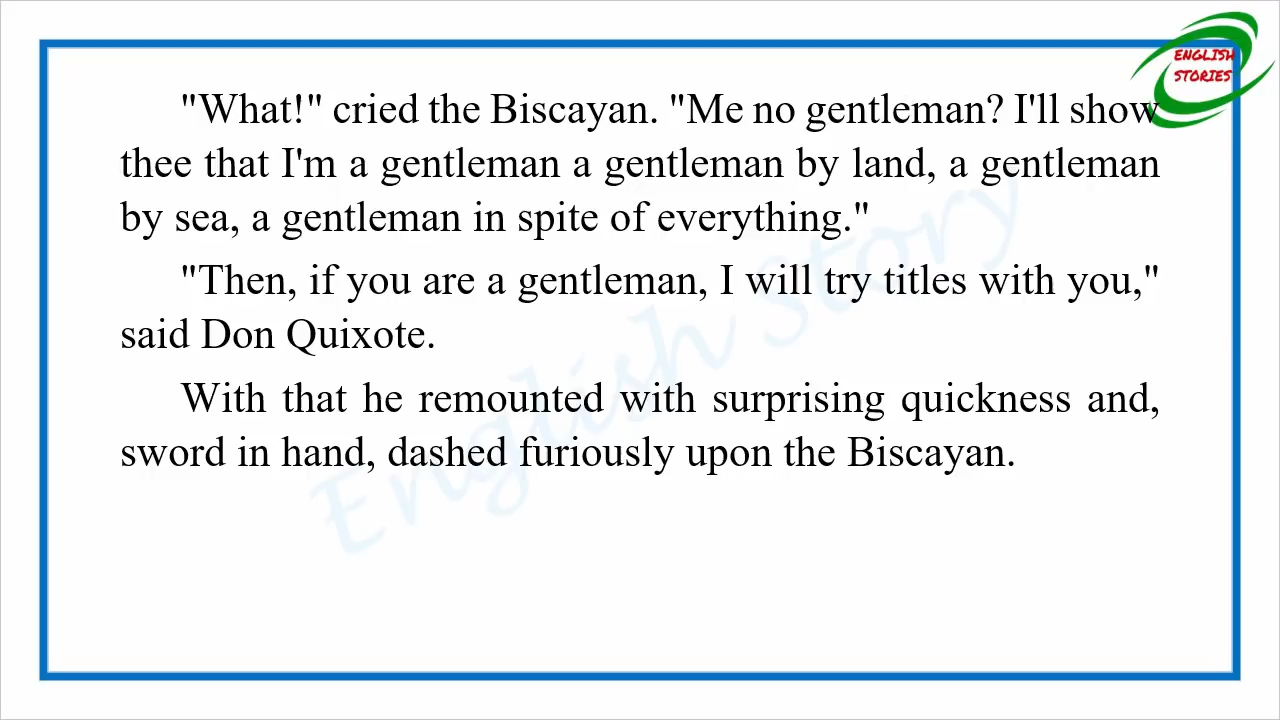 ENGLISH
STORIES
"What!" cried the Biscayan. "Me no gentleman? I'll show
thee that I'm a gentleman a gentleman by land, a gentleman
by sea, a gentleman in spite of everything."
"Then, if you are a gentleman, I will try titles with you,"
said Don Quixote.
With that he remounted with surprising quickness and,
sword in hand, dashed furiously upon the Biscayan.
English Story